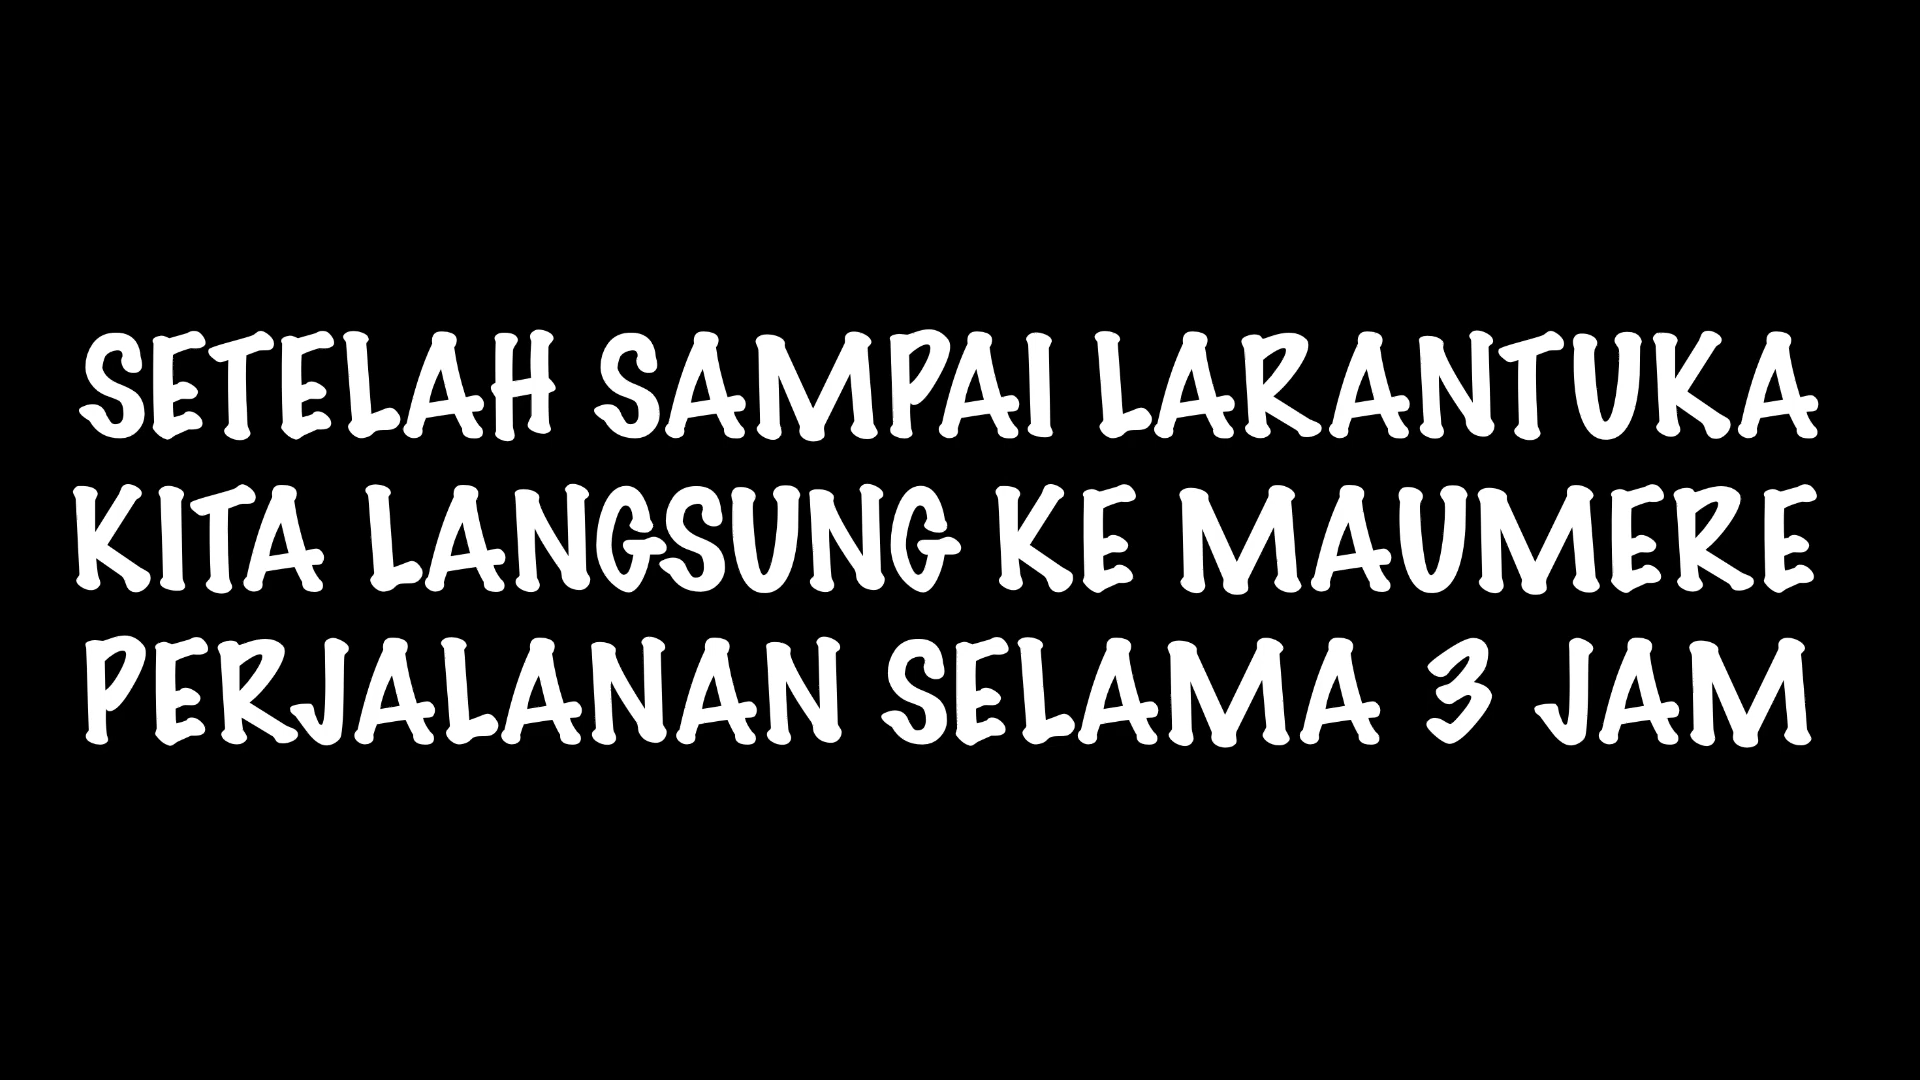 SETELAH SAMPAI LARANTUKA
KITA LANGSUNG KE MAUMERE
PERJALANAN SELAMA 3 JAM